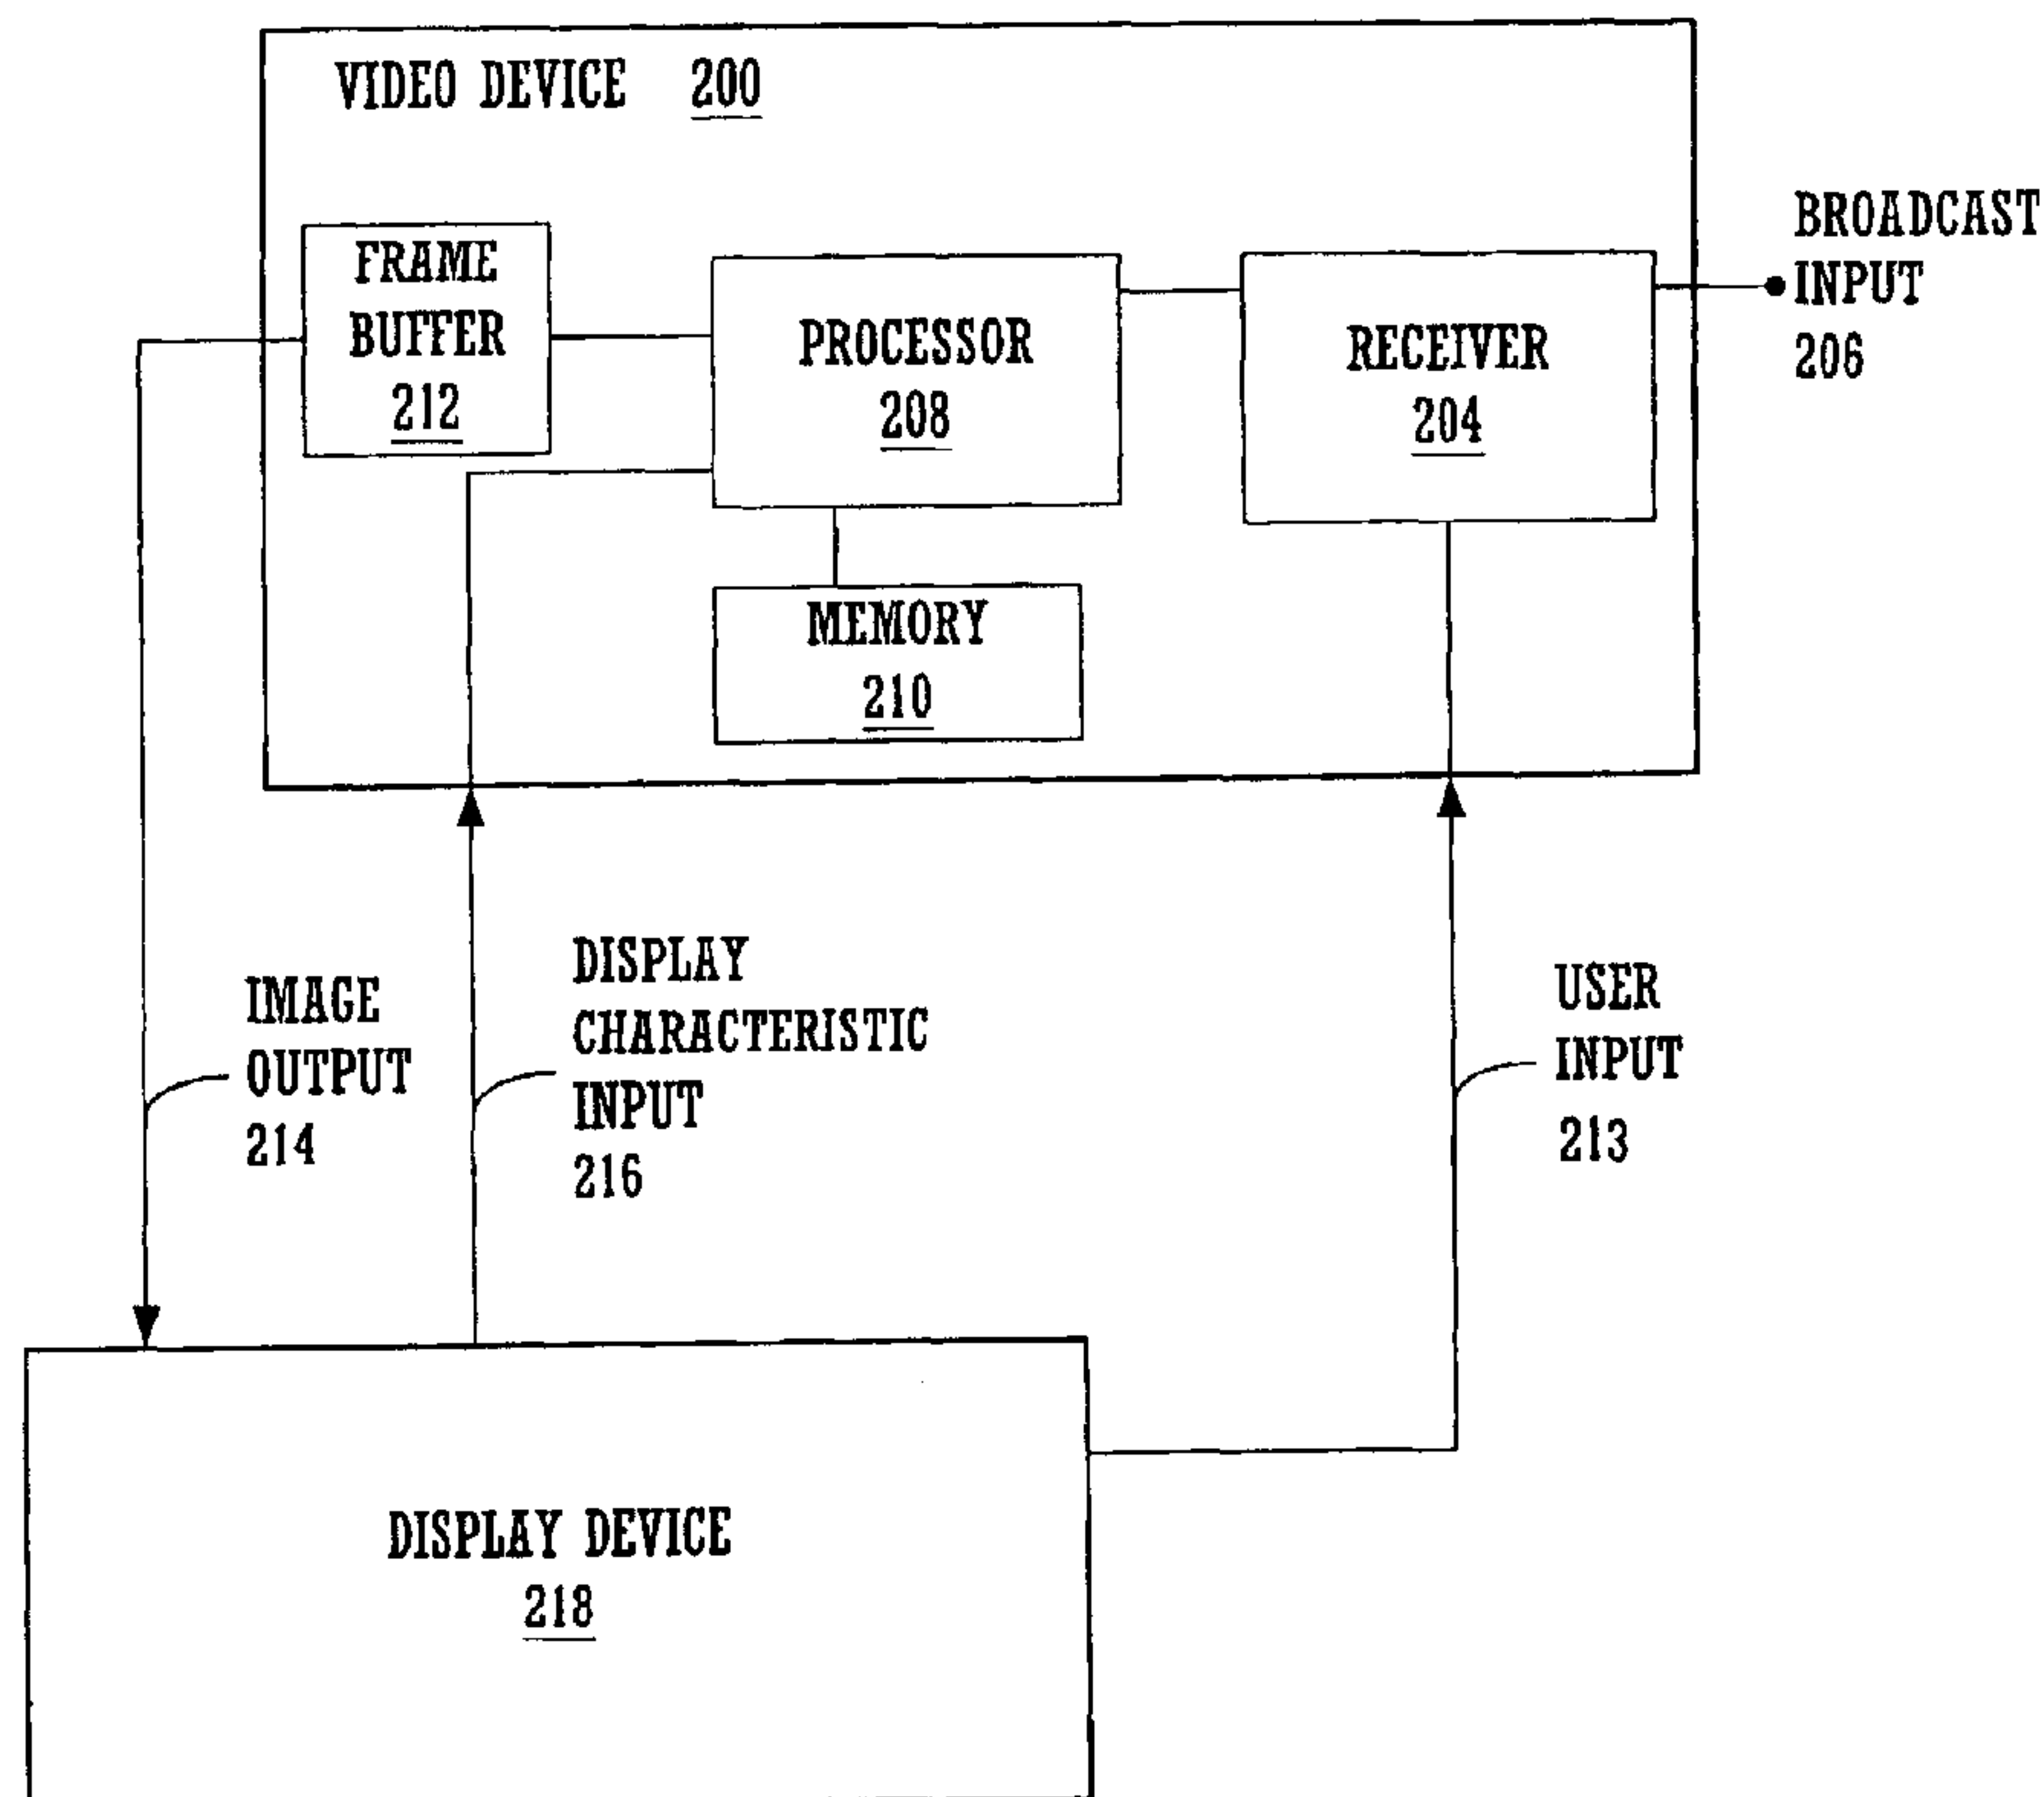 VIDEO DEVICE 200
FRAME
BUFFER
212
PROCESSOR
208
RECEIVER
204
BROADCAST
INPUT
206
MEMORY
210
IMAGE
OUTPUT
214
DISPLAY
CHARACTERISTIC
INPUT
216
USER
INPUT
213
DISPLAY DEVICE
218